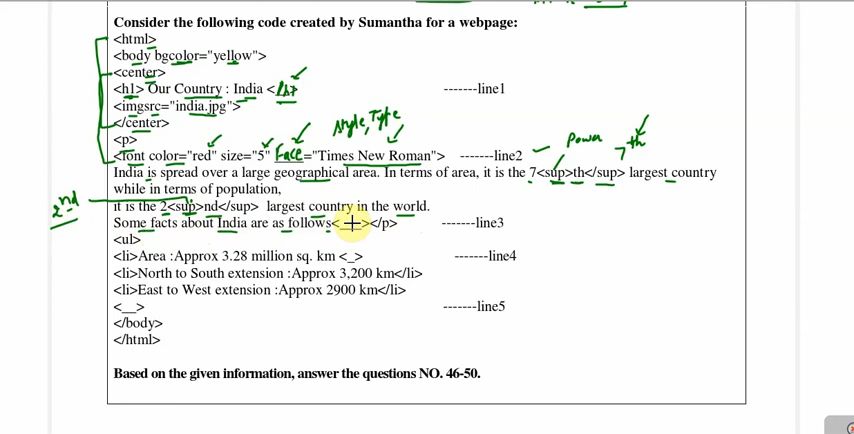 Consider the following code created by Sumantha for a webpage:
<html>
<body bgcolor="yellow">
<center>
<h1> Our Country : India < /h1> -------line1
<imgsrc="india.jpg">
</center>
Style, Type
<p>
Power
7th
<font color="red" size="5" Face="Times New Roman"> -------line2
India is spread over a large geographical area. In terms of area, it is the 7<sup>th</sup> largest country
while in terms of population,
2nd
it is the 2<sup>nd</sup> largest country in the world.
Some facts about India are as follows<___></p> -------line3
<ul>
<li>Area :Approx 3.28 million sq. km <_> -------line4
<li>North to South extension :Approx 3,200 km</li>
<li>East to West extension :Approx 2900 km</li>
<__> -------line5
</body>
</html>
Based on the given information, answer the questions NO. 46-50.